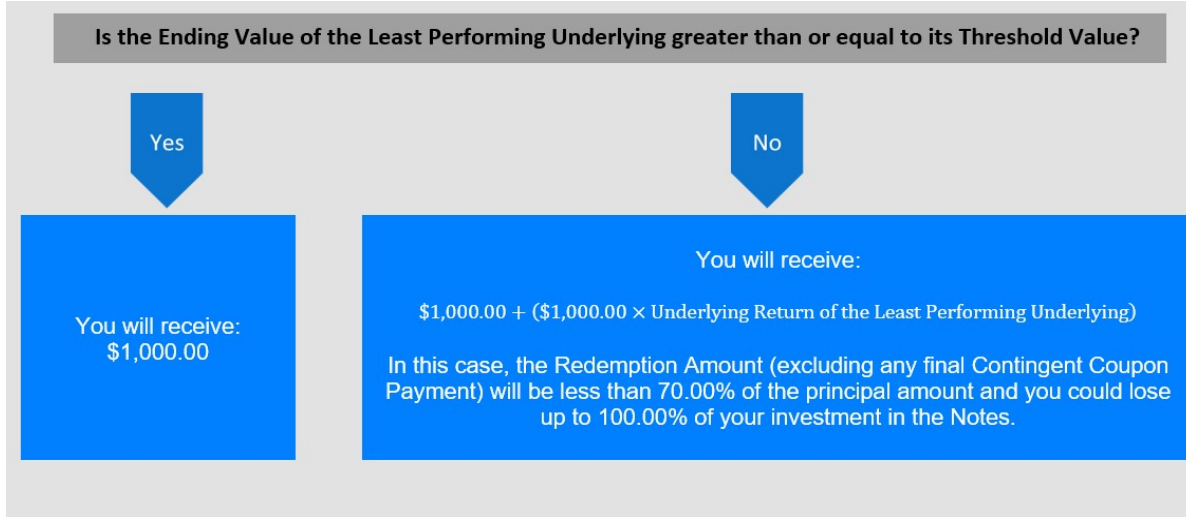 Is the Ending Value of the Least Performing Underlying greater than or equal to its Threshold Value?
Yes
No
You will receive:
$1,000.00
You will receive:
$1,000.00 + ($1,000.00 × Underlying Return of the Least Performing Underlying)
In this case, the Redemption Amount (excluding any final Contingent Coupon
Payment) will be less than 70.00% of the principal amount and you could lose
up to 100.00% of your investment in the Notes.